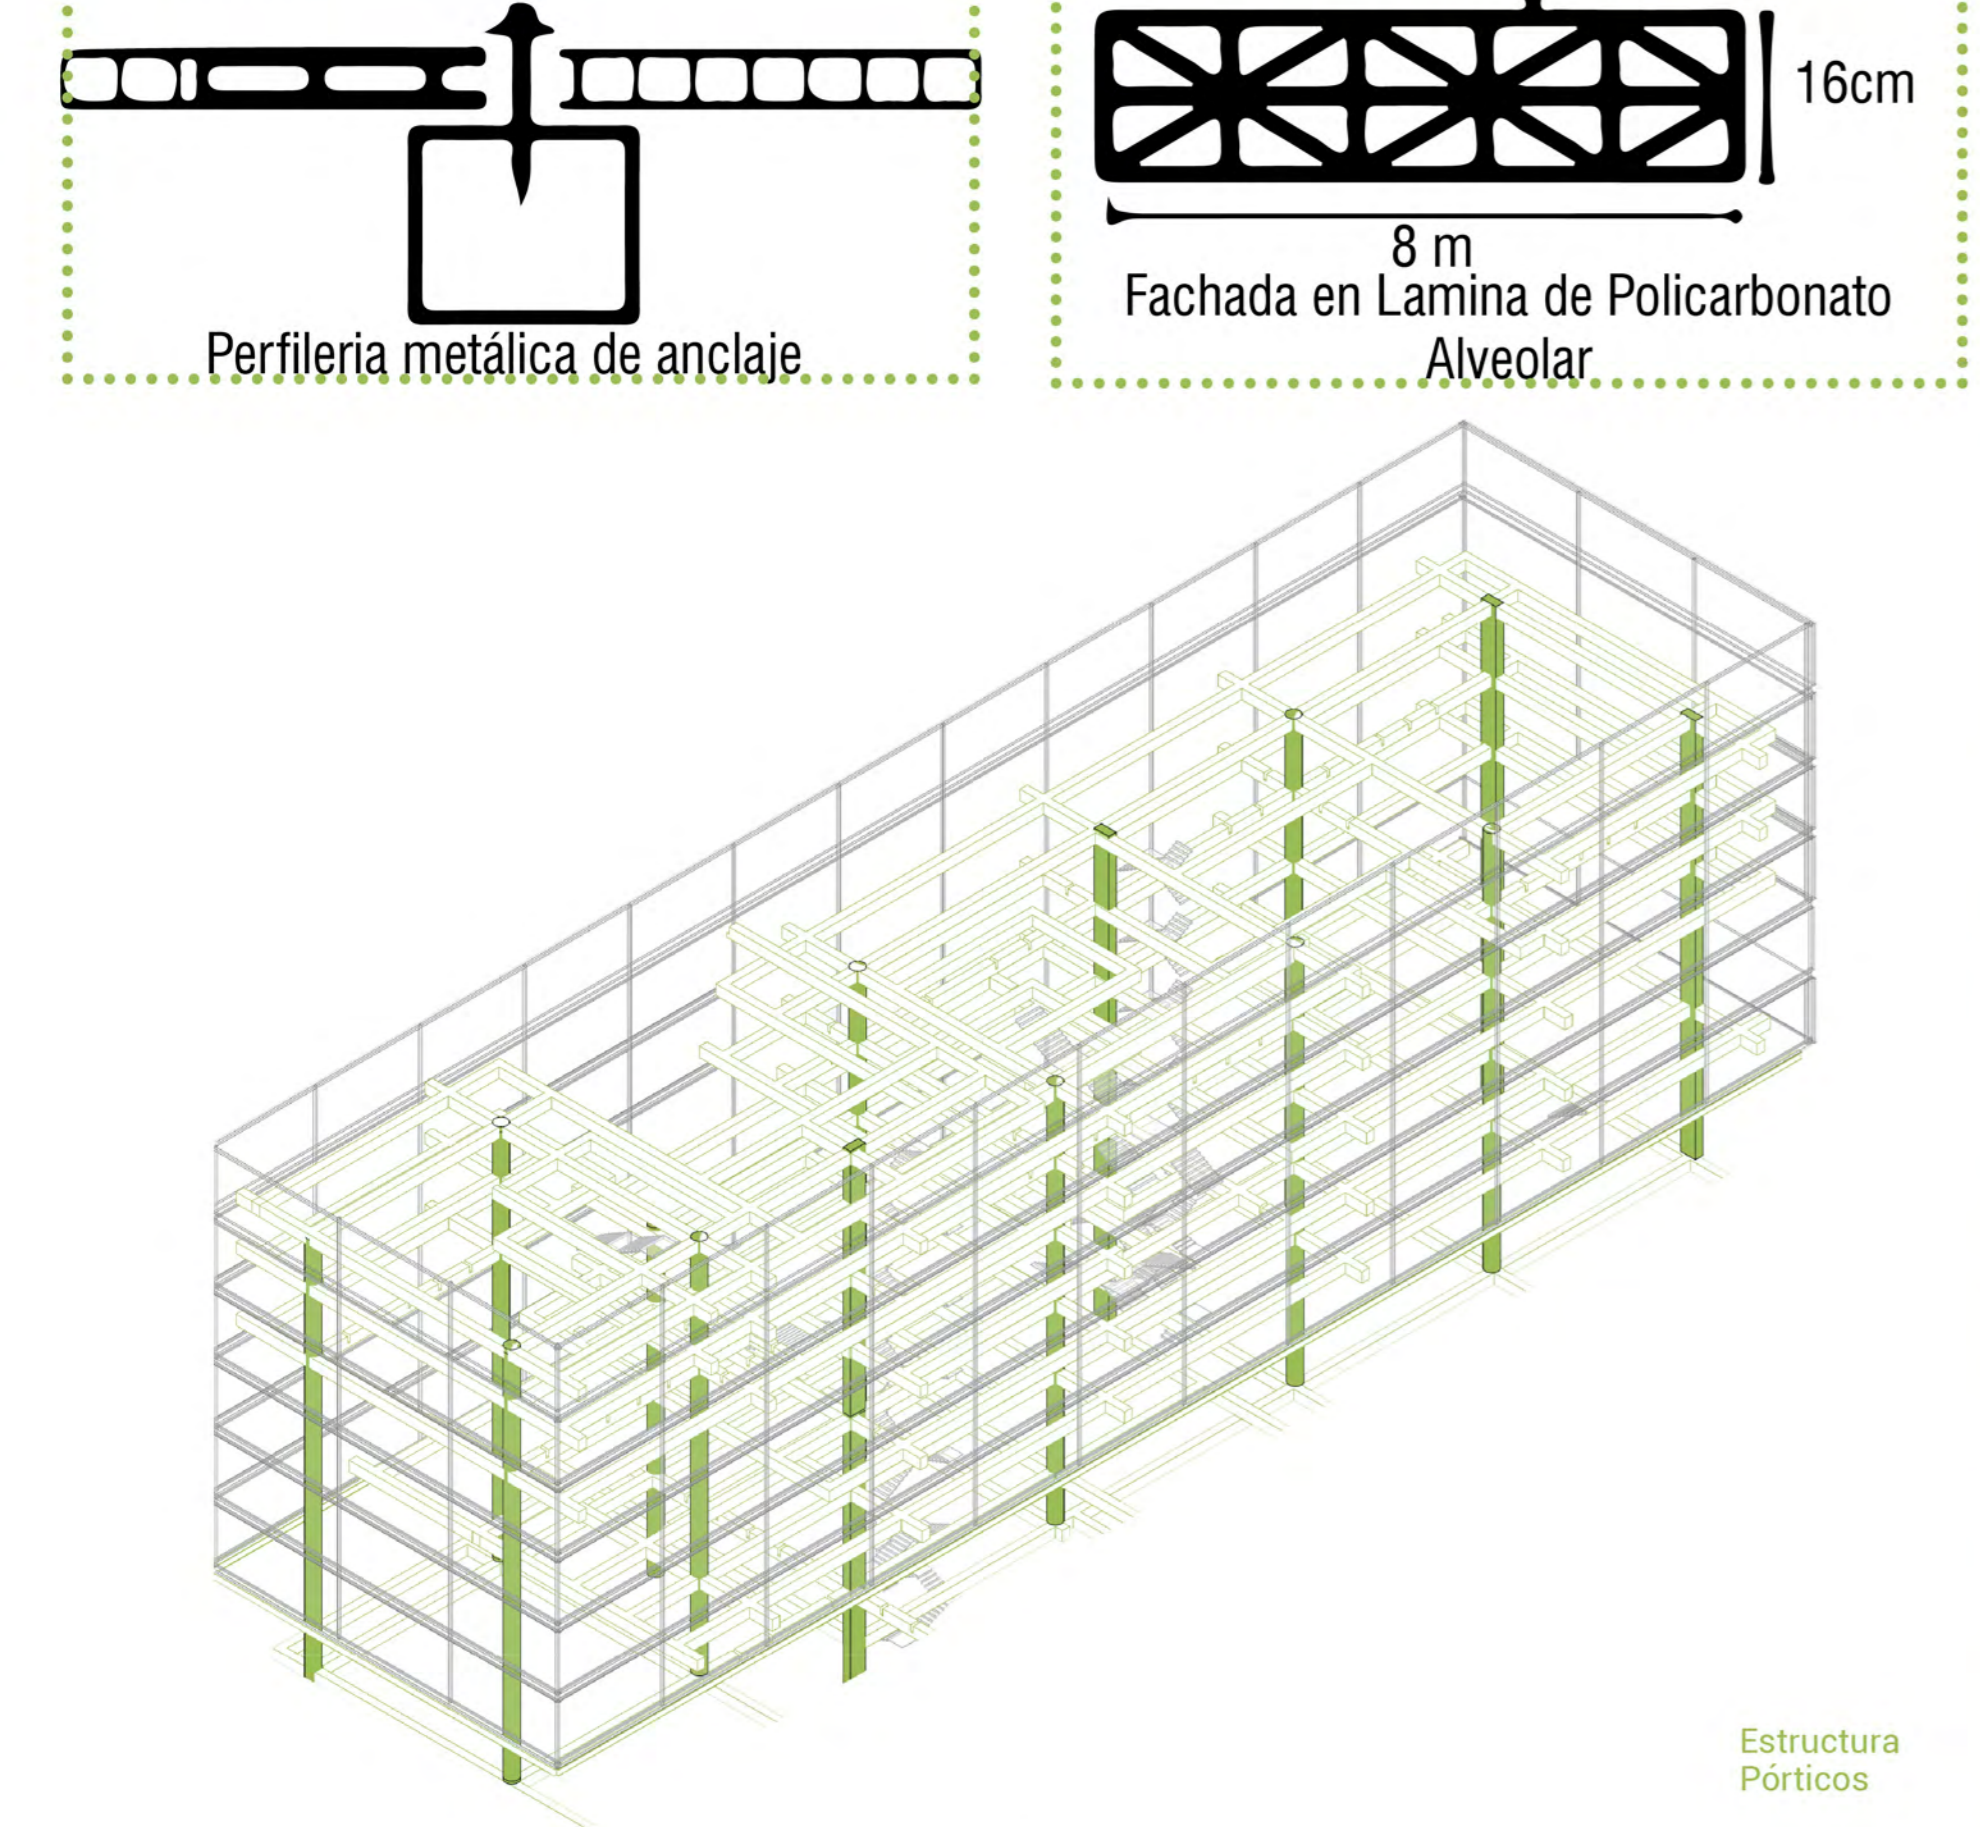 Perfileria metálica de anclaje
16cm
8 m
Fachada en Lamina de Policarbonato
Alveolar
Estructura
Pórticos